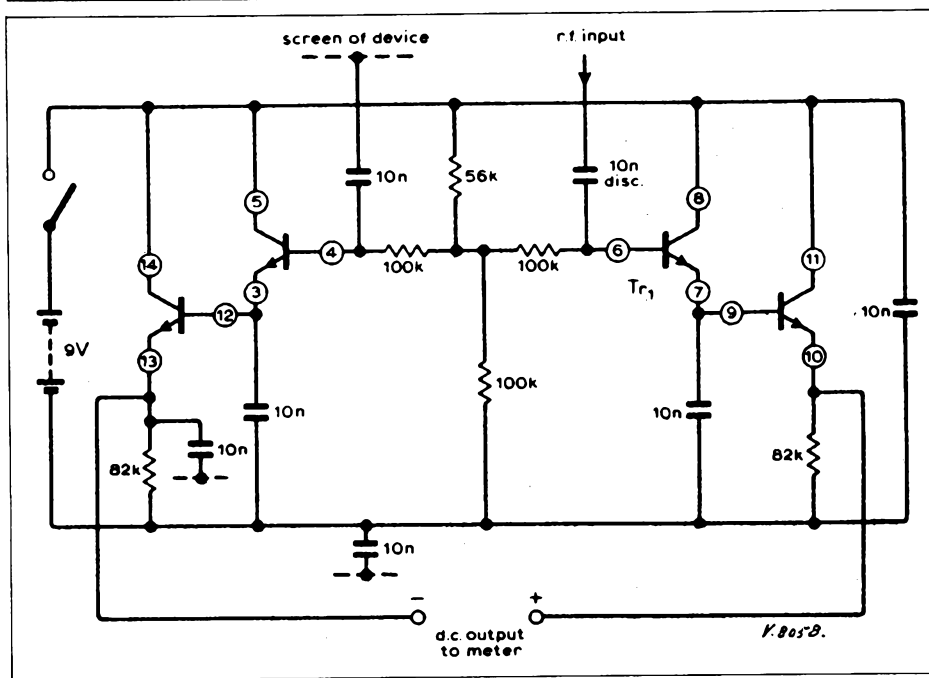 screen of device
r.f. input
10n
56k
10n
disc.
5
8
14
4
100k
100k
6
11
3
Tr1
7
12
9
10n
9V
13
10
10n
100k
10n
82k
10n
82k
10n
- +
d.c. output
to meter
V.8058.